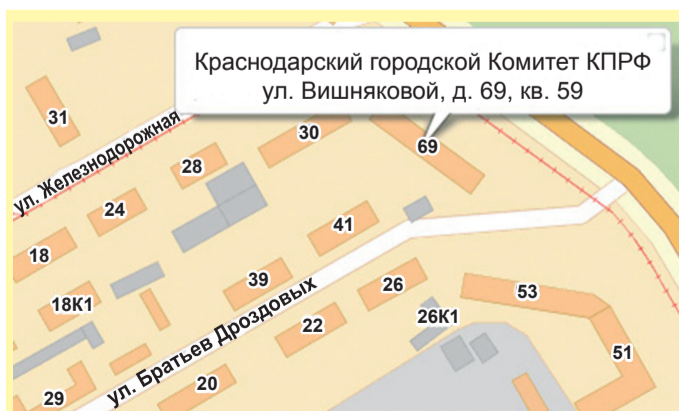 Краснодарский городской Комитет КПРФ
ул. Вишняковой, д. 69, кв. 59
31
ул. Железнодорожная
30
69
28
24
41
18
39
26
53
18К1
ул. Братьев Дроздовых
22
26К1
51
29
20